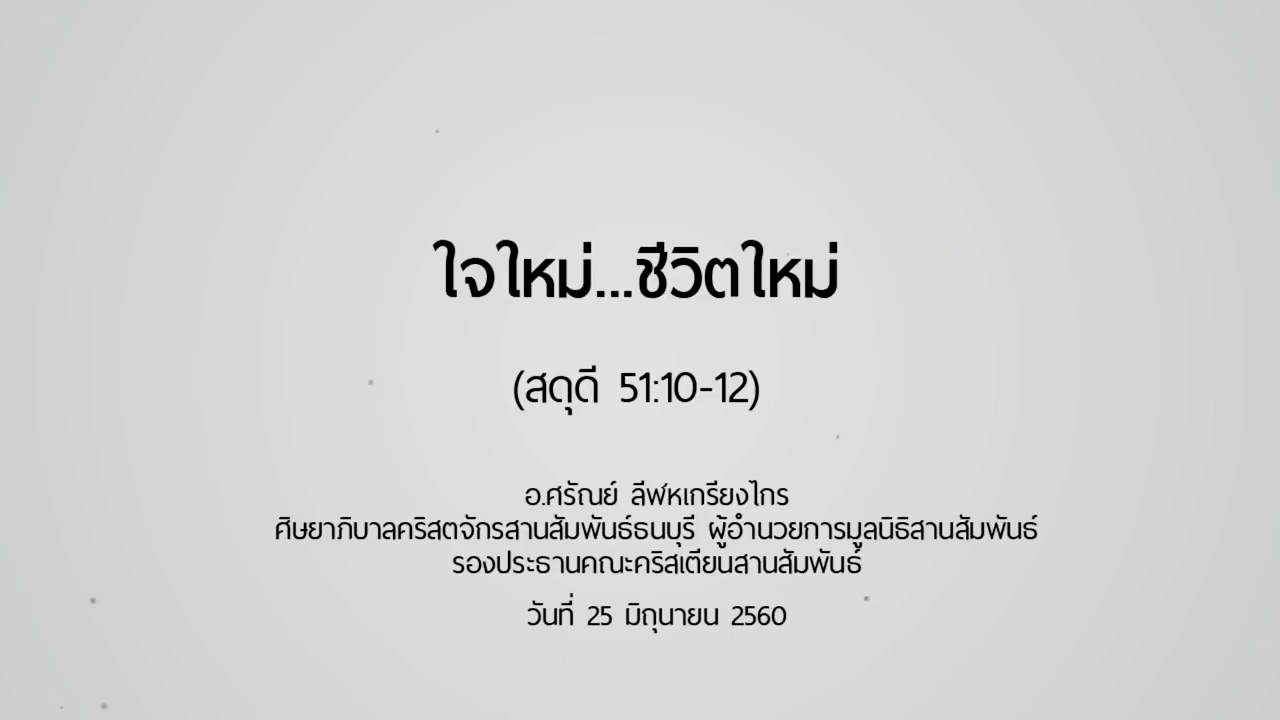 ใจใหม่...ชีวิตใหม่
(สดุดี 51:10-12)
อ.ศรัณย์ ลีฬหเกรียงไกร
ศิษยาภิบาลคริสตจักรสานสัมพันธ์ธนบุรี ผู้อำนวยการมูลนิธิสานสัมพันธ์
รองประธานคณะคริสเตียนสานสัมพันธ์
วันที่ 25 มิถุนายน 2560